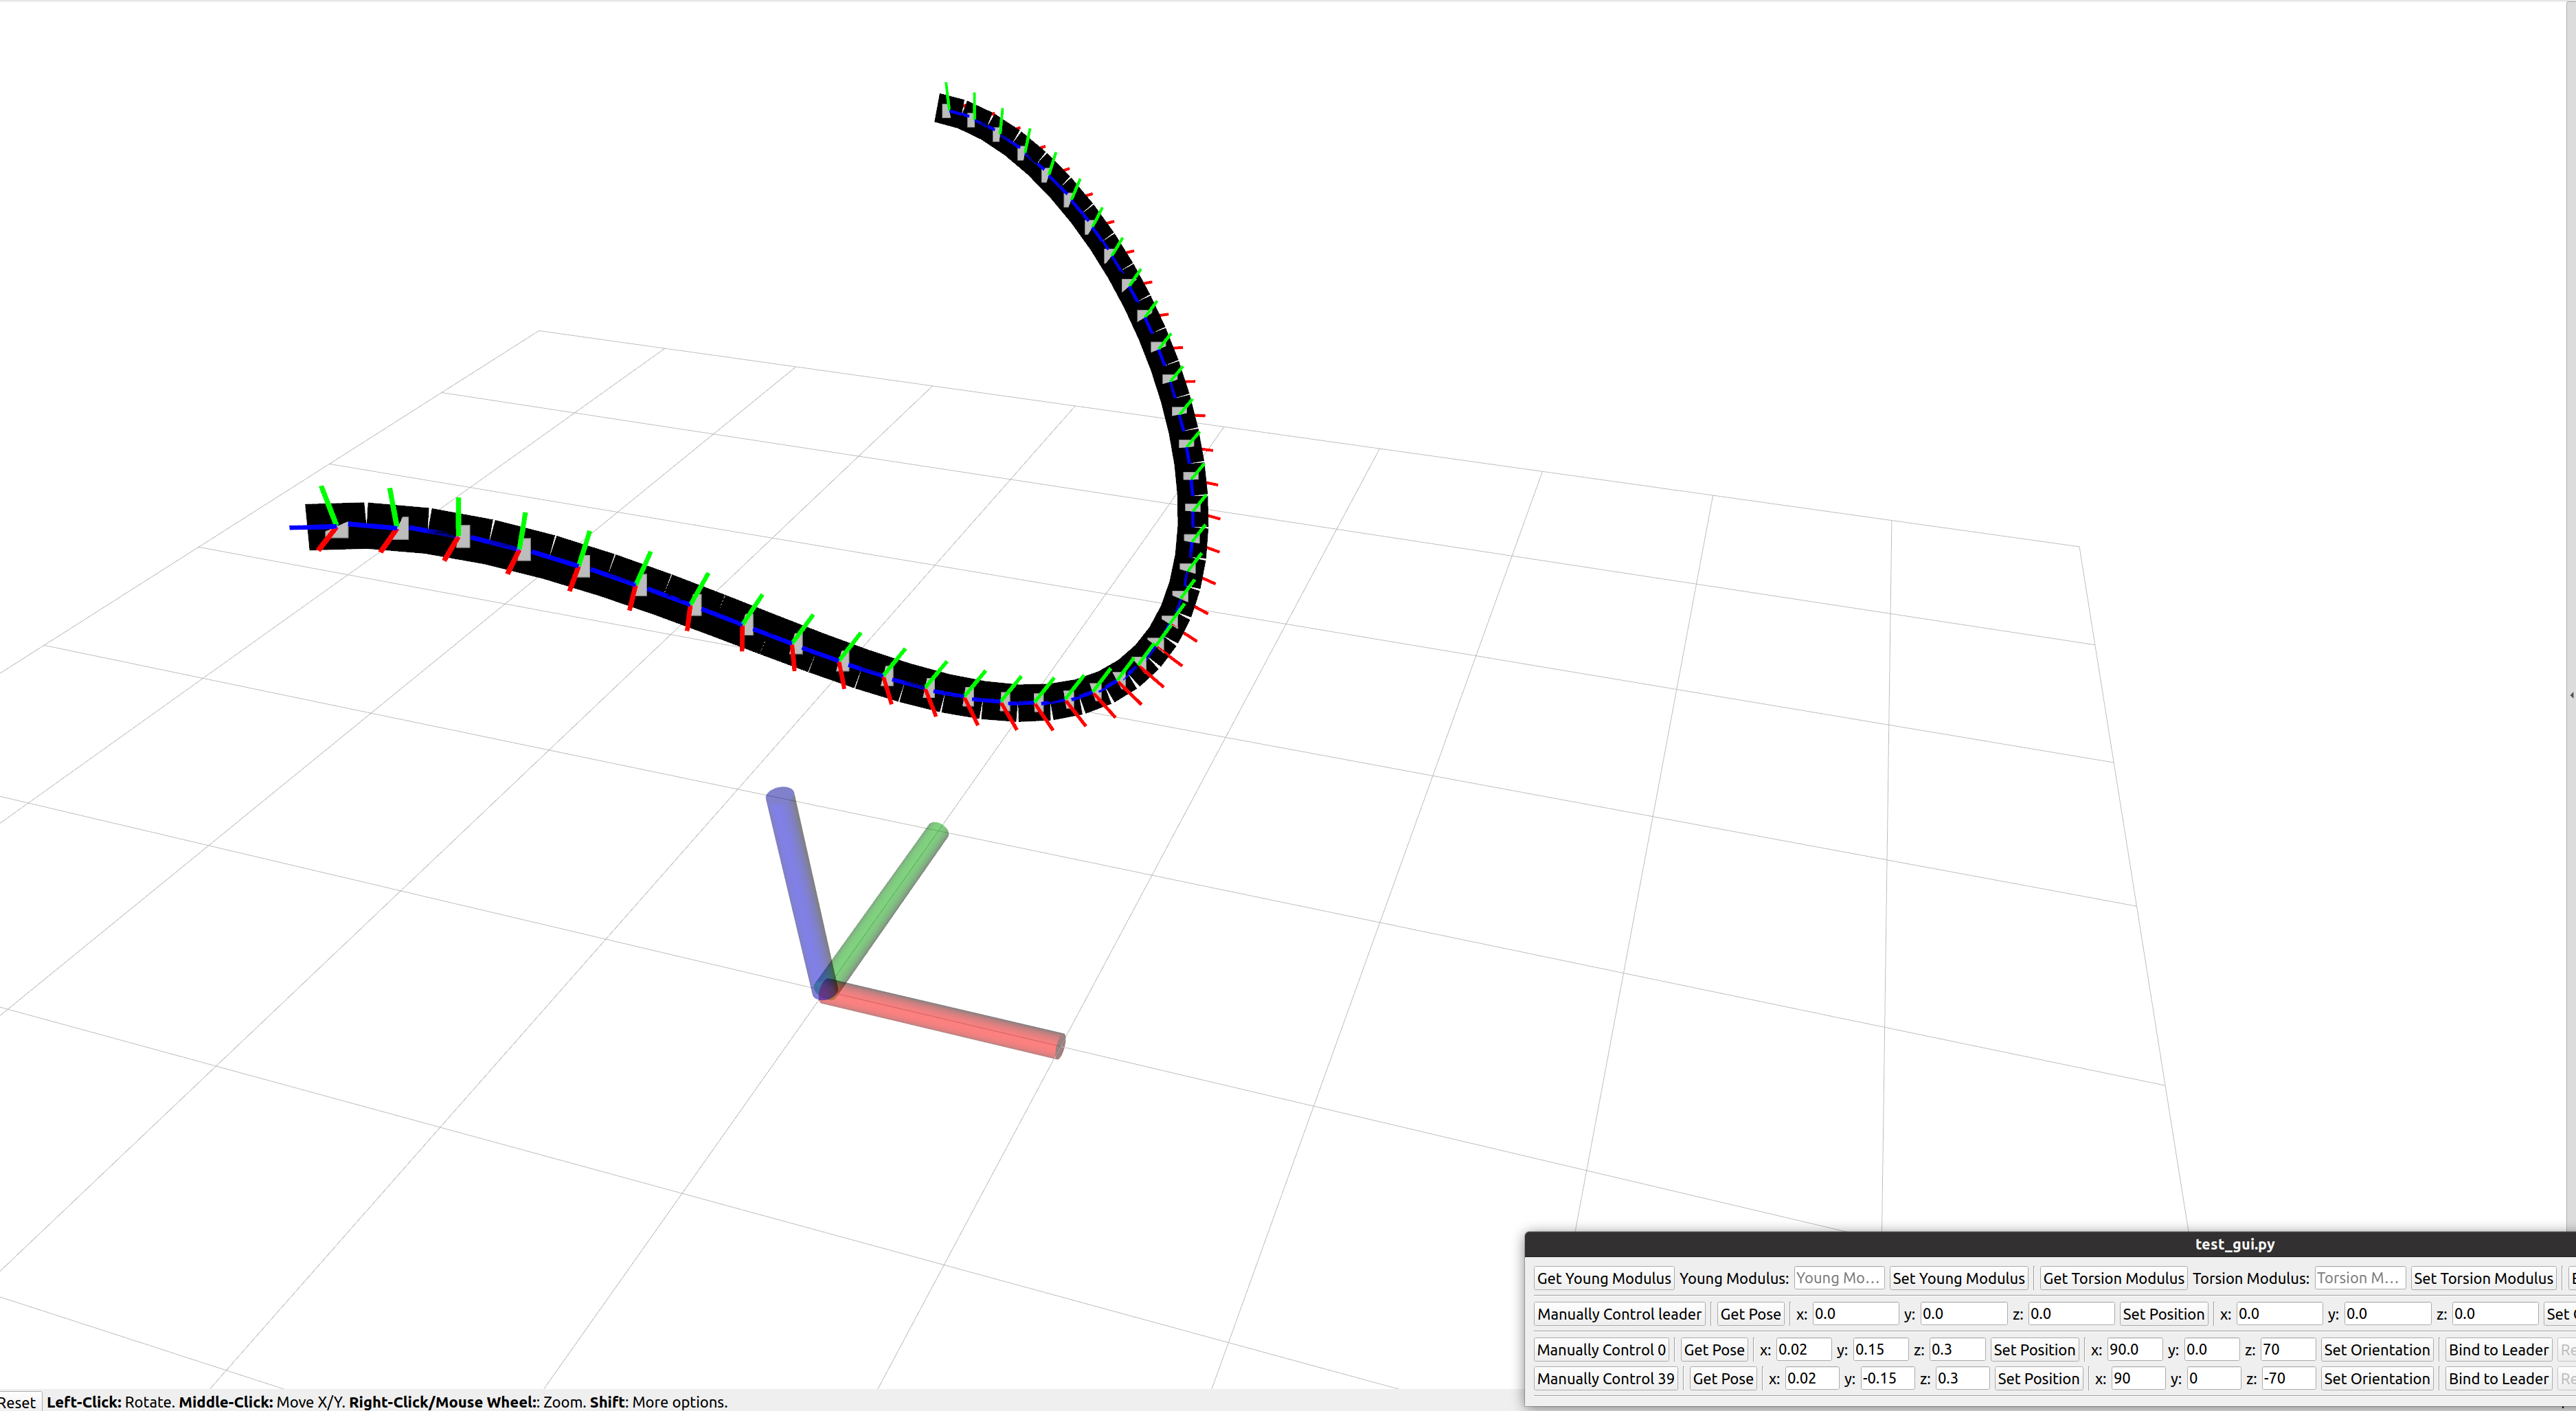 test_gui.py
Get Young Modulus Young Modulus: Young Mo... Set Young Modulus Get Torsion Modulus Torsion Modulus: Torsion M... Set Torsion Modulus
Manually Control leader Get Pose x: 0.0 y: 0.0 z: 0.0 Set Position x: 0.0 y: 0.0 z: 0.0 Set
Manually Control 0 Get Pose x: 0.02 y: 0.15 z: 0.3 Set Position x: 90.0 y: 0.0 z: 70 Set Orientation Bind to Leader Re
Manually Control 39 Get Pose x: 0.02 y: -0.15 z: 0.3 Set Position x: 90 y: 0 z: -70 Set Orientation Bind to Leader Re
Reset Left-Click: Rotate. Middle-Click: Move X/Y. Right-Click/Mouse Wheel:: Zoom. Shift: More options.